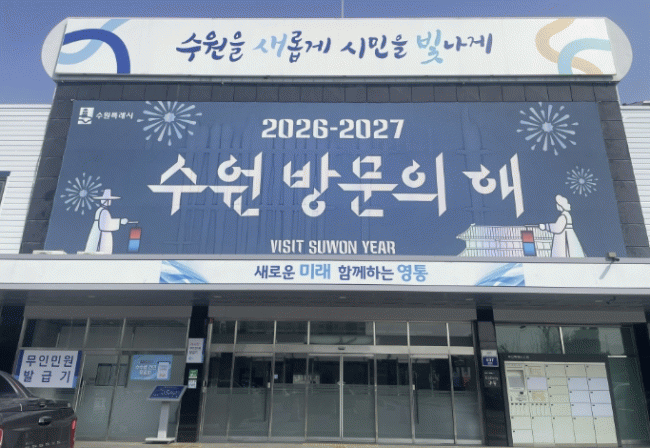 수원을 새롭게 시민을 빛나게
수원특례시
2026-2027
수원 방문의 해
VISIT SUWON YEAR
새로운 미래 함께하는 영통
무인민원
발급기